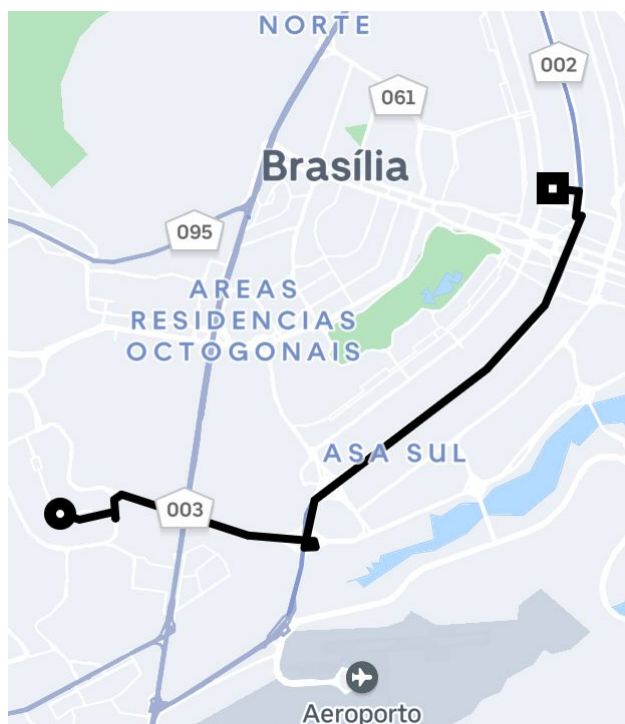 NORTE
002
061
Brasília
095
AREAS
RESIDENCIAS
OCTOGONAIS
ASA SUL
003
Aeroporto